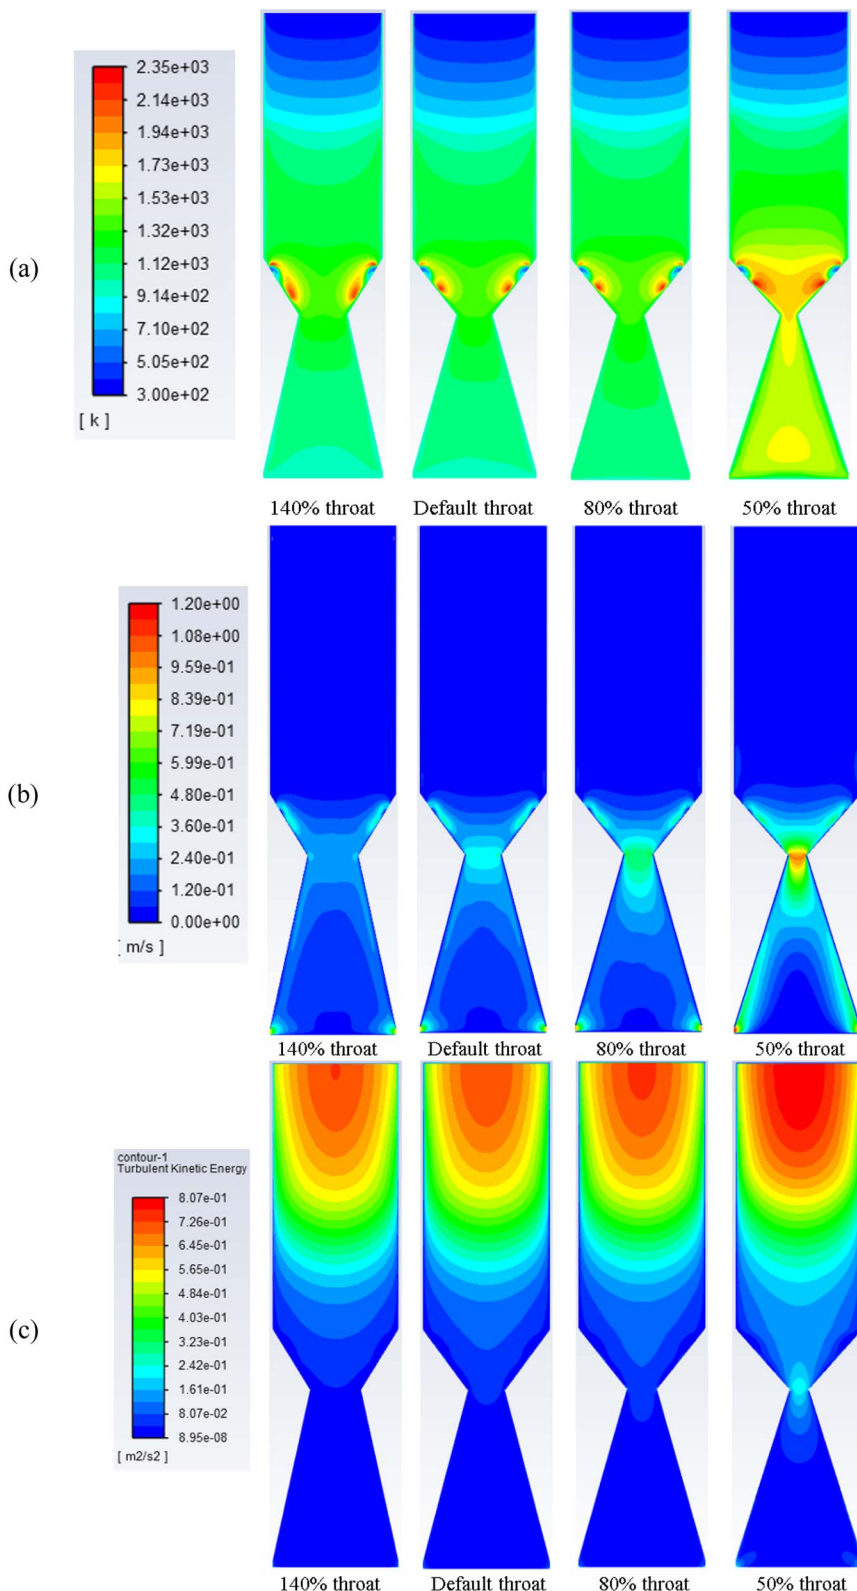 2.35e+03
2.14e+03
1.94e+03
1.73e+03
1.53e+03
1.32e+03
1.12e+03
9.14e+02
7.10e+02
5.05e+02
3.00e+02
[ k ]
(a)
140% throat Default throat 80% throat 50% throat
1.20e+00
1.08e+00
9.59e-01
8.39e-01
7.19e-01
5.99e-01
4.80e-01
3.60e-01
2.40e-01
1.20e-01
0.00e+00
[ m/s ]
(b)
140% throat Default throat 80% throat 50% throat
contour-1
Turbulent Kinetic Energy
8.07e-01
7.26e-01
6.45e-01
5.65e-01
4.84e-01
4.03e-01
3.23e-01
2.42e-01
1.61e-01
8.07e-02
8.95e-08
[ m2/s2 ]
(c)
140% throat Default throat 80% throat 50% throat